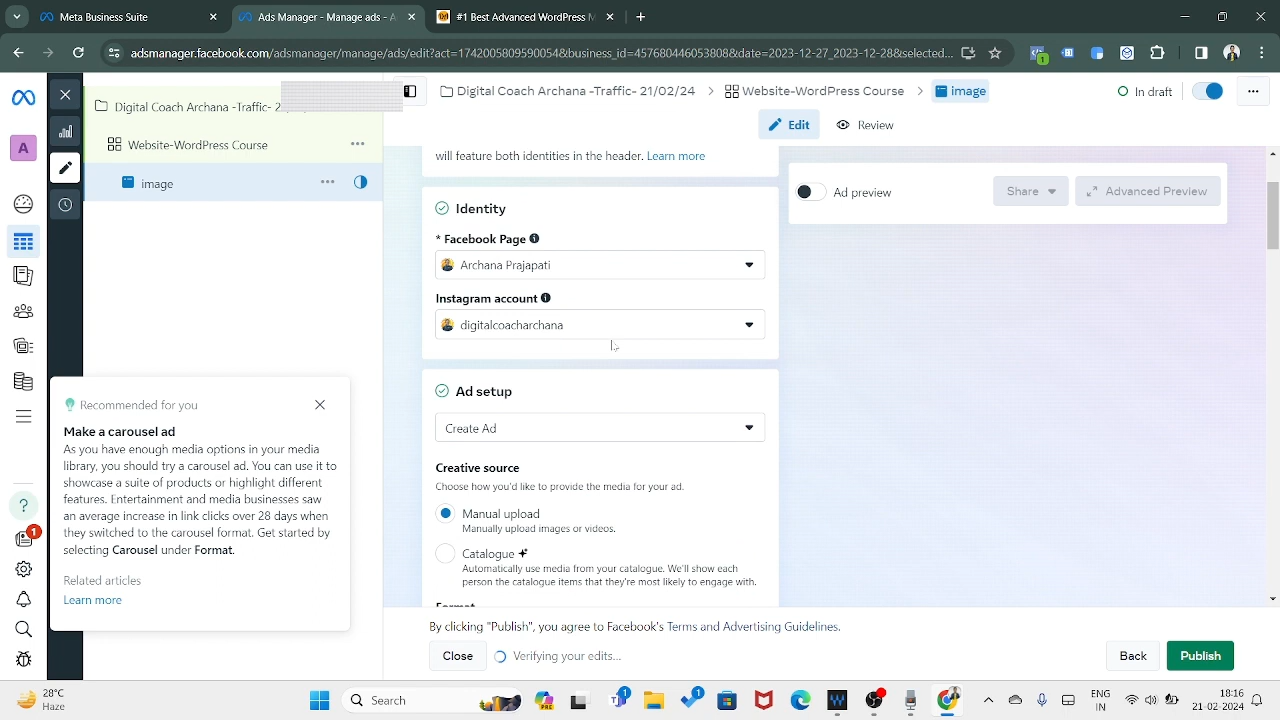 Meta Business Suite
Ads Manager - Manage ads - A
#1 Best Advanced WordPress M
adsmanager.facebook.com/adsmanager/manage/ads/edit?act=1742005809590054&business_id=457680446053808&date=2023-12-27_2023-12-28&selected...
1
A
Digital Coach Archana -Traffic- 2
Website-WordPress Course
image
Digital Coach Archana -Traffic- 21/02/24
Website-WordPress Course
image
In draft
Edit
Review
will feature both identities in the header. Learn more
Identity
* Facebook Page
Archana Prajapati
Instagram account
digitalcoacharchana
Ad setup
Create Ad
Creative source
Choose how you'd like to provide the media for your ad.
Manual upload
Manually upload images or videos.
Catalogue
Automatically use media from your catalogue. We'll show each
person the catalogue items that they're most likely to engage with.
Format
Ad preview
Share
Advanced Preview
Recommended for you
Make a carousel ad
As you have enough media options in your media
library, you should try a carousel ad. You can use it to
showcase a suite of products or highlight different
features. Entertainment and media businesses saw
an average increase in link clicks over 28 days when
they switched to the carousel format. Get started by
selecting Carousel under Format.
Related articles
Learn more
?
1
By clicking "Publish", you agree to Facebook's Terms and Advertising Guidelines.
Close
Verifying your edits...
Back
Publish
28°C
Haze
Search
1
1
ENG
IN
18:16
21-02-2024